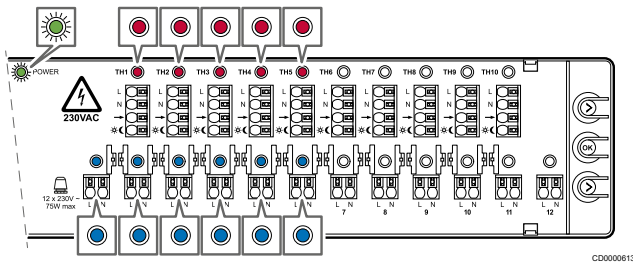 POWER TH1 TH2 TH3 TH4 TH5 TH6 TH7 TH8 TH9 TH10
L L L L L L L L L L
N N N N N N N N N N
230VAC
OK
12 x 230V ~
75W max
L N L N L N L N L N L N L N L N L N L N L N L N
7 8 9 10 11 12
CD0000613